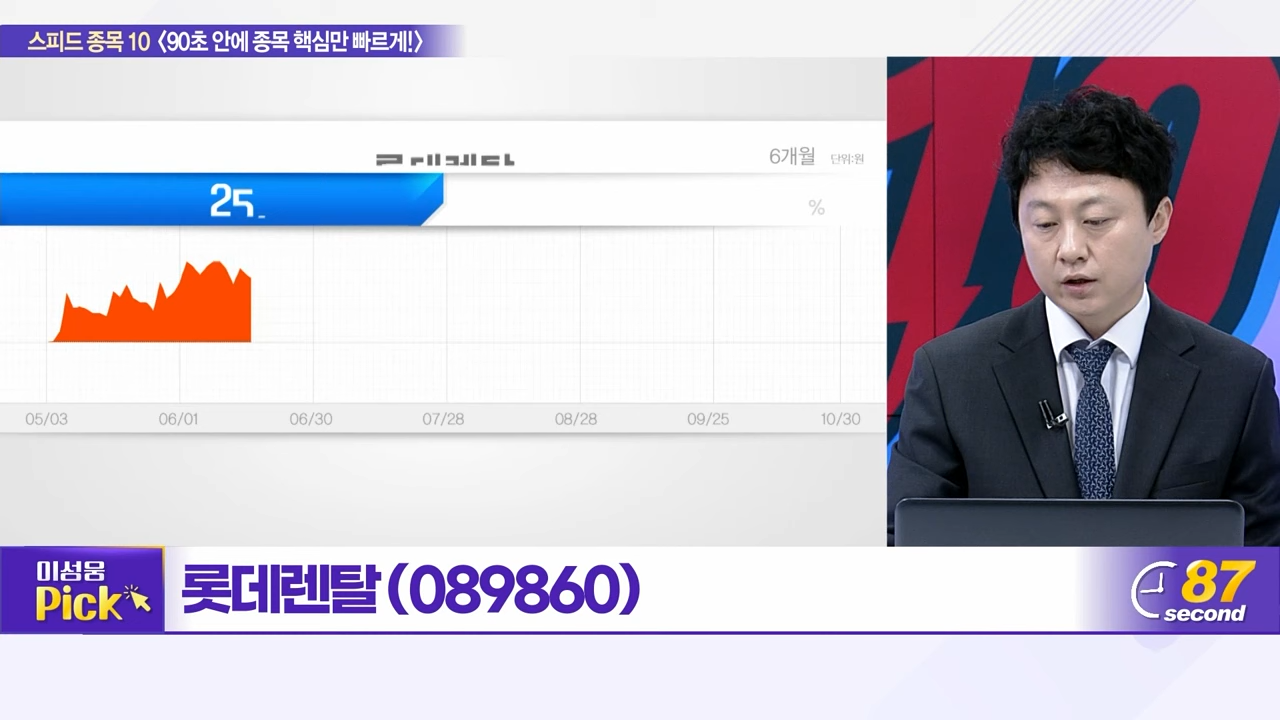 스피드 종목 10 <90초 안에 종목 핵심만 빠르게!>
6개월 단위:원
25
%
05/03 06/01 06/30 07/28 08/28 09/25 10/30
이성웅
Pick
롯데렌탈(089860)
87
second
10